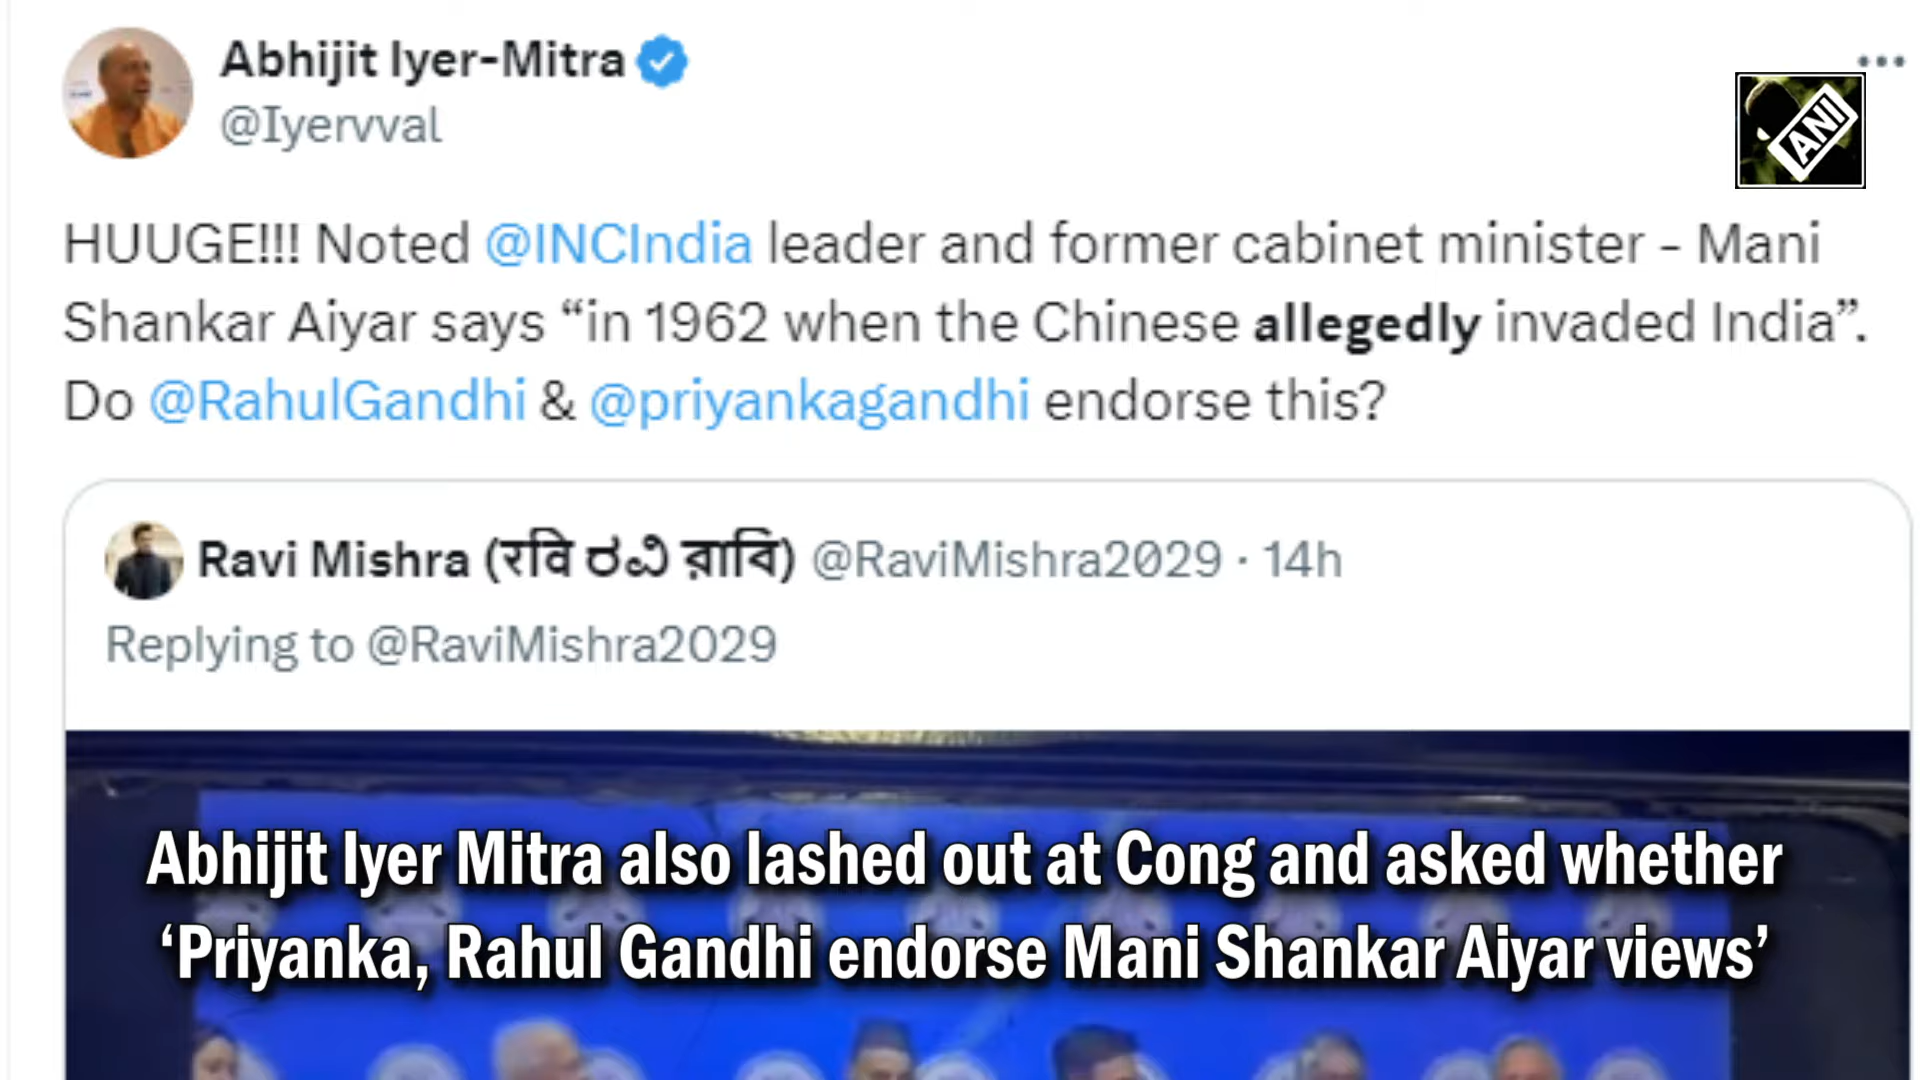 Abhijit Iyer-Mitra
@Iyervval
ANI
HUUGE!!! Noted @INCIndia leader and former cabinet minister - Mani
Shankar Aiyar says “in 1962 when the Chinese allegedly invaded India”.
Do @RahulGandhi & @priyankagandhi endorse this?
Ravi Mishra (रवि ರವಿ রাবি) @RaviMishra2029 · 14h
Replying to @RaviMishra2029
Abhijit Iyer Mitra also lashed out at Cong and asked whether
‘Priyanka, Rahul Gandhi endorse Mani Shankar Aiyar views’